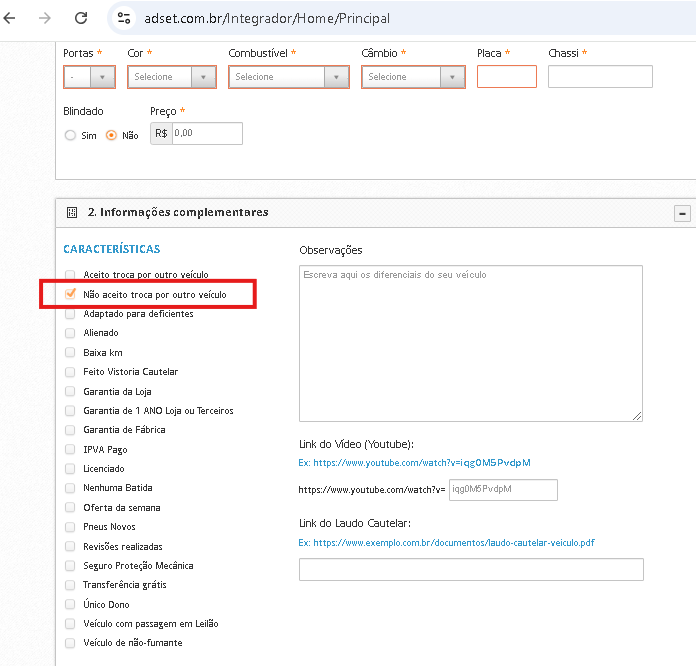 adset.com.br/Integrador/Home/Principal
Portas * Cor * Combustível * Câmbio * Placa * Chassi *
- Selecione Selecione Selecione
Blindado Preço *
Sim Não R$ 0,00
2. Informações complementares
CARACTERÍSTICAS
Aceito troca por outro veículo
Não aceito troca por outro veículo
Adaptado para deficientes
Alienado
Baixa km
Feito Vistoria Cautelar
Garantia da Loja
Garantia de 1 ANO Loja ou Terceiros
Garantia de Fábrica
IPVA Pago
Licenciado
Nenhuma Batida
Oferta da semana
Pneus Novos
Revisões realizadas
Seguro Proteção Mecânica
Transferência grátis
Único Dono
Veículo com passagem em Leilão
Veículo de não-fumante
Observações
Escreva aqui os diferenciais do seu veículo
Link do Vídeo (Youtube):
Ex: https://www.youtube.com/watch?v=iqg0M5PvdpM
https://www.youtube.com/watch?v= iqg0M5PvdpM
Link do Laudo Cautelar:
Ex: https://www.exemplo.com.br/documentos/laudo-cautelar-veiculo.pdf